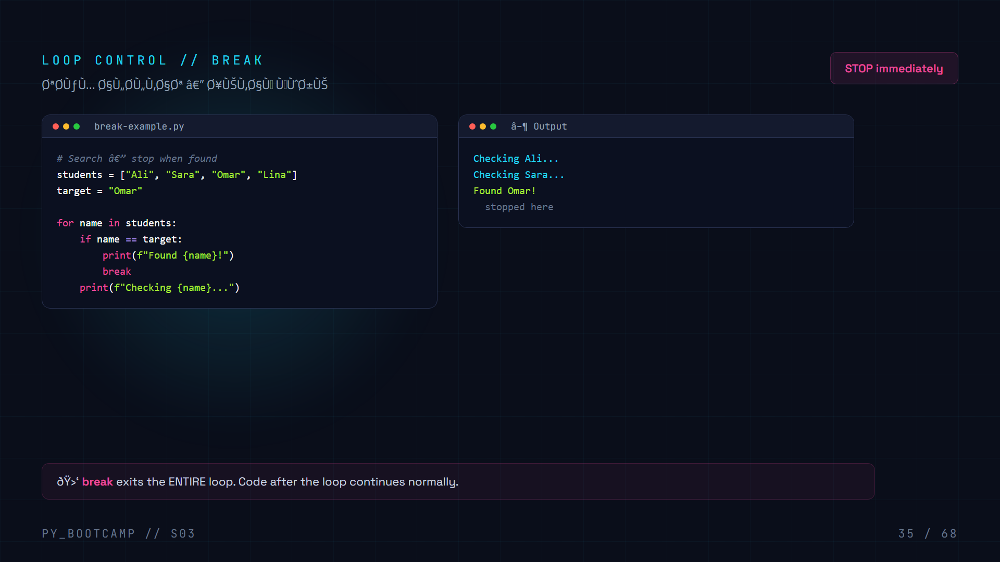 LOOP CONTROL // BREAK
ØªØ­ÙƒÙ… Ø§Ù„Ø­Ù„Ù‚Ø§Øª â€” Ø¥ÙŠÙ‚Ø§Ù Ù�ÙˆØ±ÙŠ
STOP immediately
break-example.py
# Search â€” stop when found
students = ["Ali", "Sara", "Omar", "Lina"]
target = "Omar"
for name in students:
    if name == target:
        print(f"Found {name}!")
        break
    print(f"Checking {name}...")
â–¶ Output
Checking Ali...
Checking Sara...
Found Omar!
  stopped here
ðŸ›‘ break exits the ENTIRE loop. Code after the loop continues normally.
PY_BOOTCAMP // S03
35 / 68